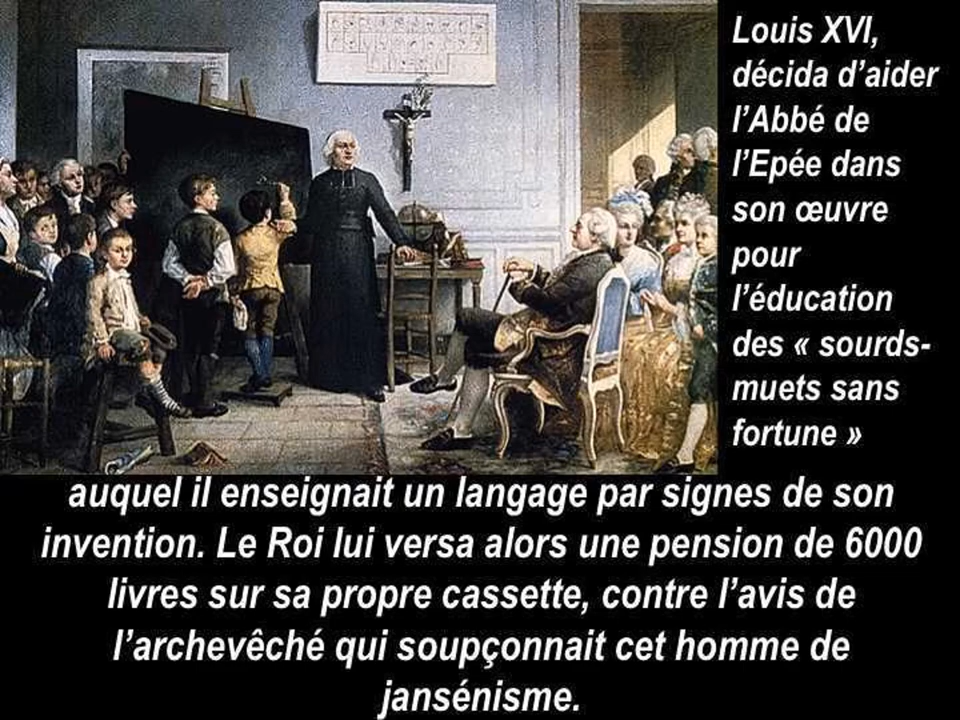 Louis XVI,
décida d’aider
l’Abbé de
l’Epée dans
son œuvre
pour
l’éducation
des « sourds-
muets sans
fortune »
auquel il enseignait un langage par signes de son
invention. Le Roi lui versa alors une pension de 6000
livres sur sa propre cassette, contre l’avis de
l’archevêché qui soupçonnait cet homme de
jansénisme.